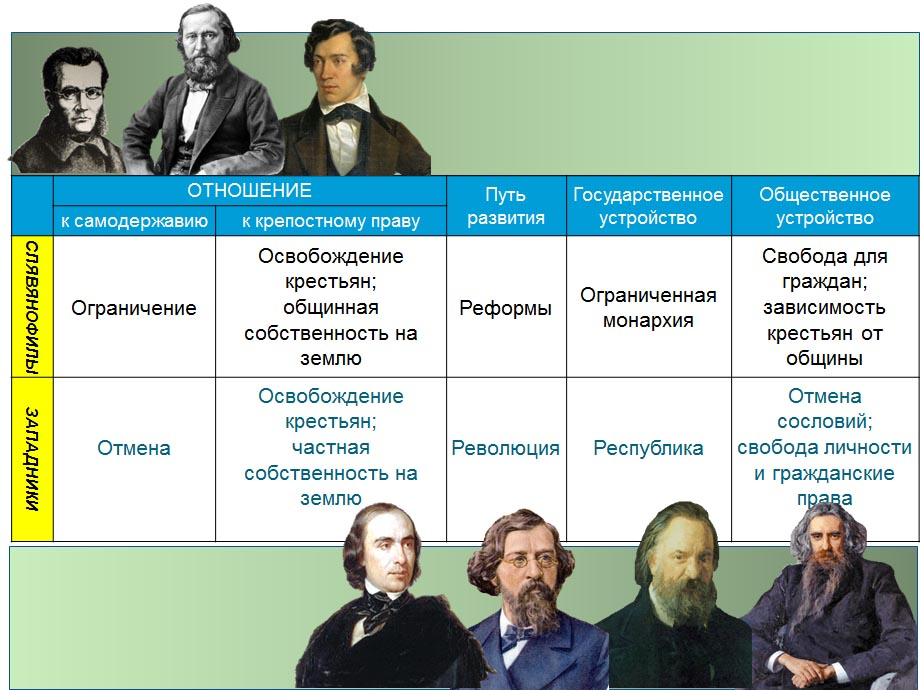 ОТНОШЕНИЕ
к самодержавию
к крепостному праву
Путь
развития
Государственное
устройство
Общественное
устройство
СЛЯВЯНОФИЛЫ
Ограничение
Освобождение
крестьян;
общинная
собственность на
землю
Реформы
Ограниченная
монархия
Свобода для
граждан;
зависимость
крестьян от
общины
ЗАПАДНИКИ
Отмена
Освобождение
крестьян;
частная
собственность на
землю
Революция
Республика
Отмена
сословий;
свобода личности
и гражданские
права